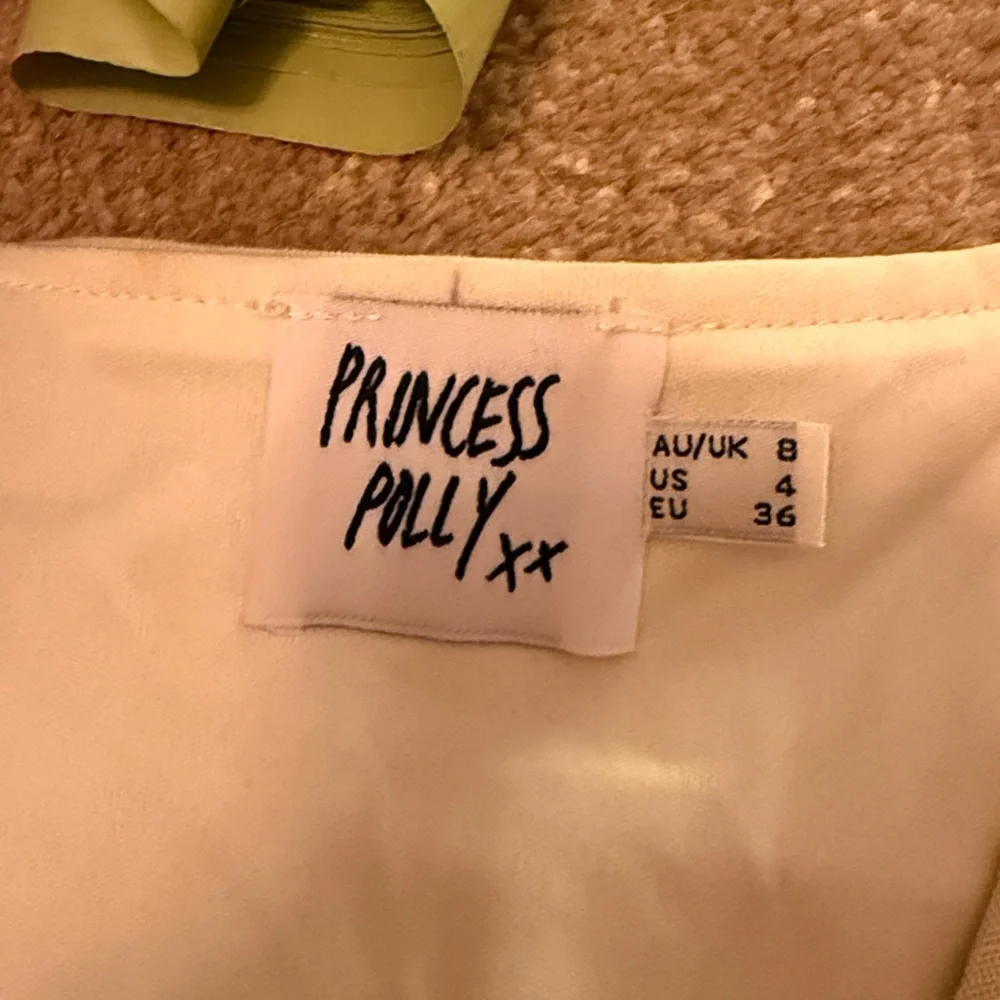 PRINCESS
POLLY xx
AU/UK 8
US 4
EU 36